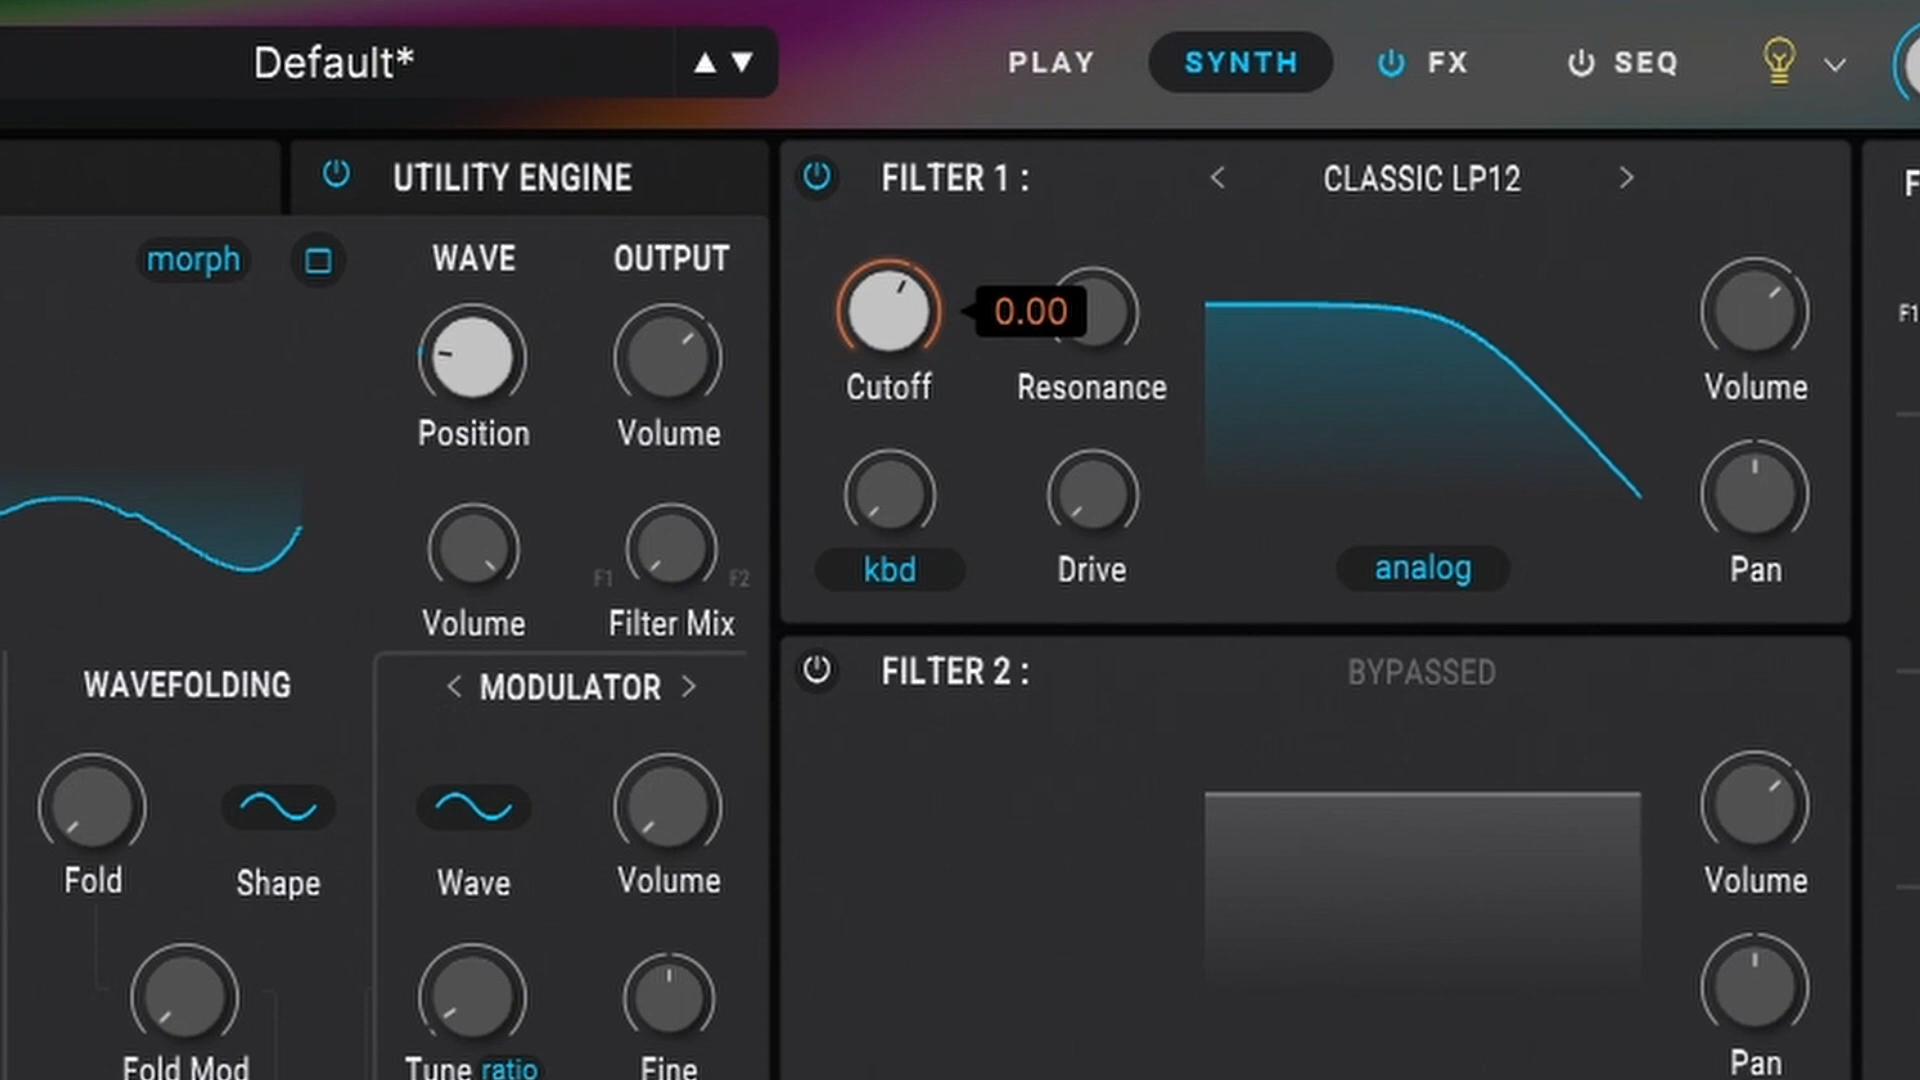 Default*
PLAY SYNTH FX SEQ
UTILITY ENGINE
morph
WAVE OUTPUT
Position Volume
F1 F2
Volume Filter Mix
WAVEFOLDING
MODULATOR
Fold Shape Wave Volume
Fold Mod Tune ratio Fine
FILTER 1 : CLASSIC LP12
0.00
Cutoff Resonance Volume
kbd Drive analog Pan
FILTER 2 : BYPASSED
Volume
Pan
F
F1